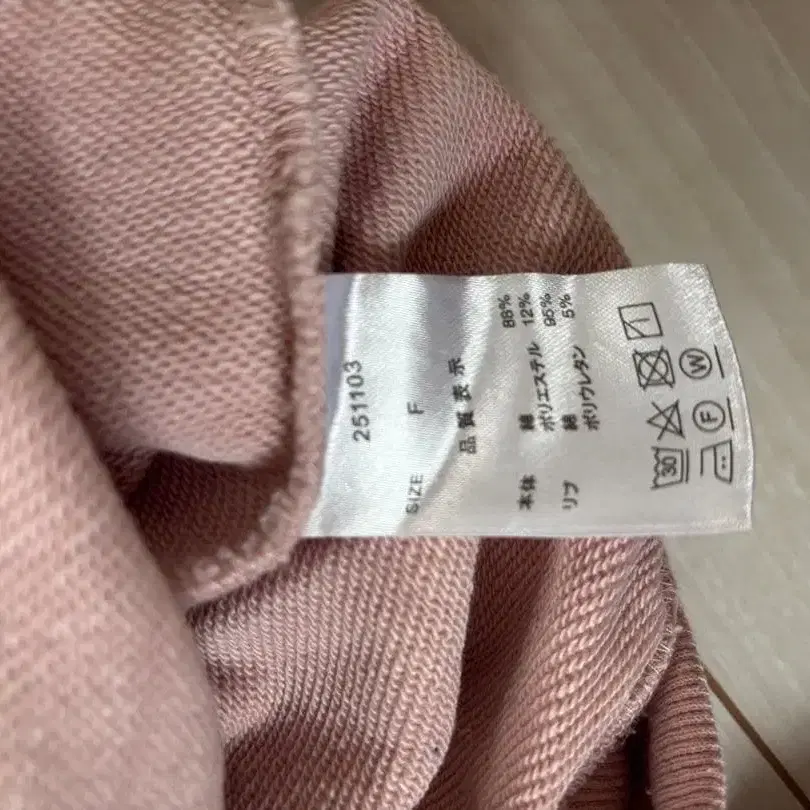 251103
SIZE F
品質表示
本体 綿 88%
ポリエステル 12%
リブ 綿 95%
ポリウレタン 5%
30
F W